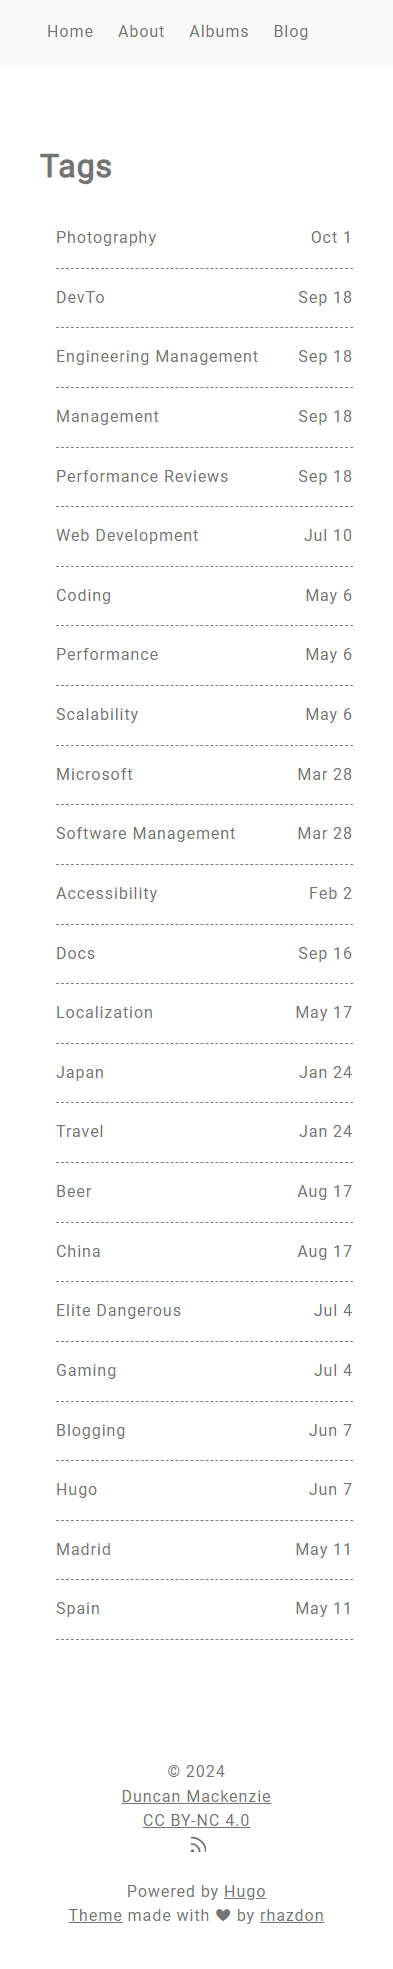 Home About Albums Blog
Tags
Photography Oct 1
DevTo Sep 18
Engineering Management Sep 18
Management Sep 18
Performance Reviews Sep 18
Web Development Jul 10
Coding May 6
Performance May 6
Scalability May 6
Microsoft Mar 28
Software Management Mar 28
Accessibility Feb 2
Docs Sep 16
Localization May 17
Japan Jan 24
Travel Jan 24
Beer Aug 17
China Aug 17
Elite Dangerous Jul 4
Gaming Jul 4
Blogging Jun 7
Hugo Jun 7
Madrid May 11
Spain May 11
© 2024
Duncan Mackenzie
CC BY-NC 4.0
Powered by Hugo
Theme made with ❤ by rhazdon